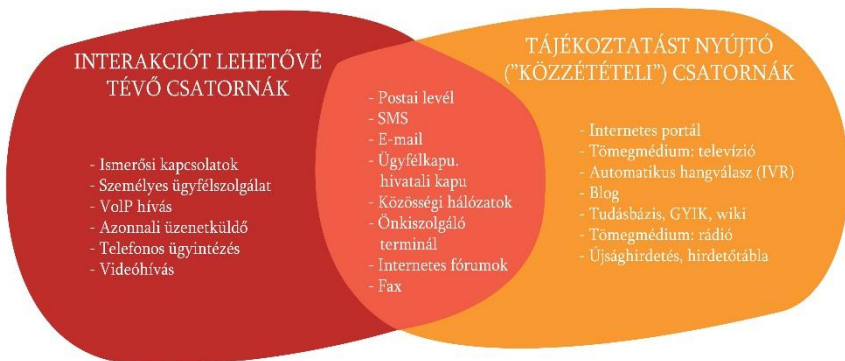 INTERAKCIÓT LEHETŐVÉ
TÉVŐ CSATORNÁK
- Ismerősi kapcsolatok
- Személyes ügyfélszolgálat
- VolP hívás
- Azonnali üzenetküldő
- Telefonos ügyintézés
- Videóhívás
- Postai levél
- SMS
- E-mail
- Ügyfélkapu.
hivatali kapu
- Közösségi hálózatok
- Önkiszolgáló
terminál
- Internetes fórumok
- Fax
TÁJÉKOZTATÁST NYÚJTÓ
("KÖZZÉTÉTELI") CSATORNÁK
- Internetes portál
- Tömegmédium: televízió
- Automatikus hangválasz (IVR)
- Blog
- Tudásbázis, GYIK, wiki
- Tömegmédium: rádió
- Újsághirdetés, hirdetőtábla